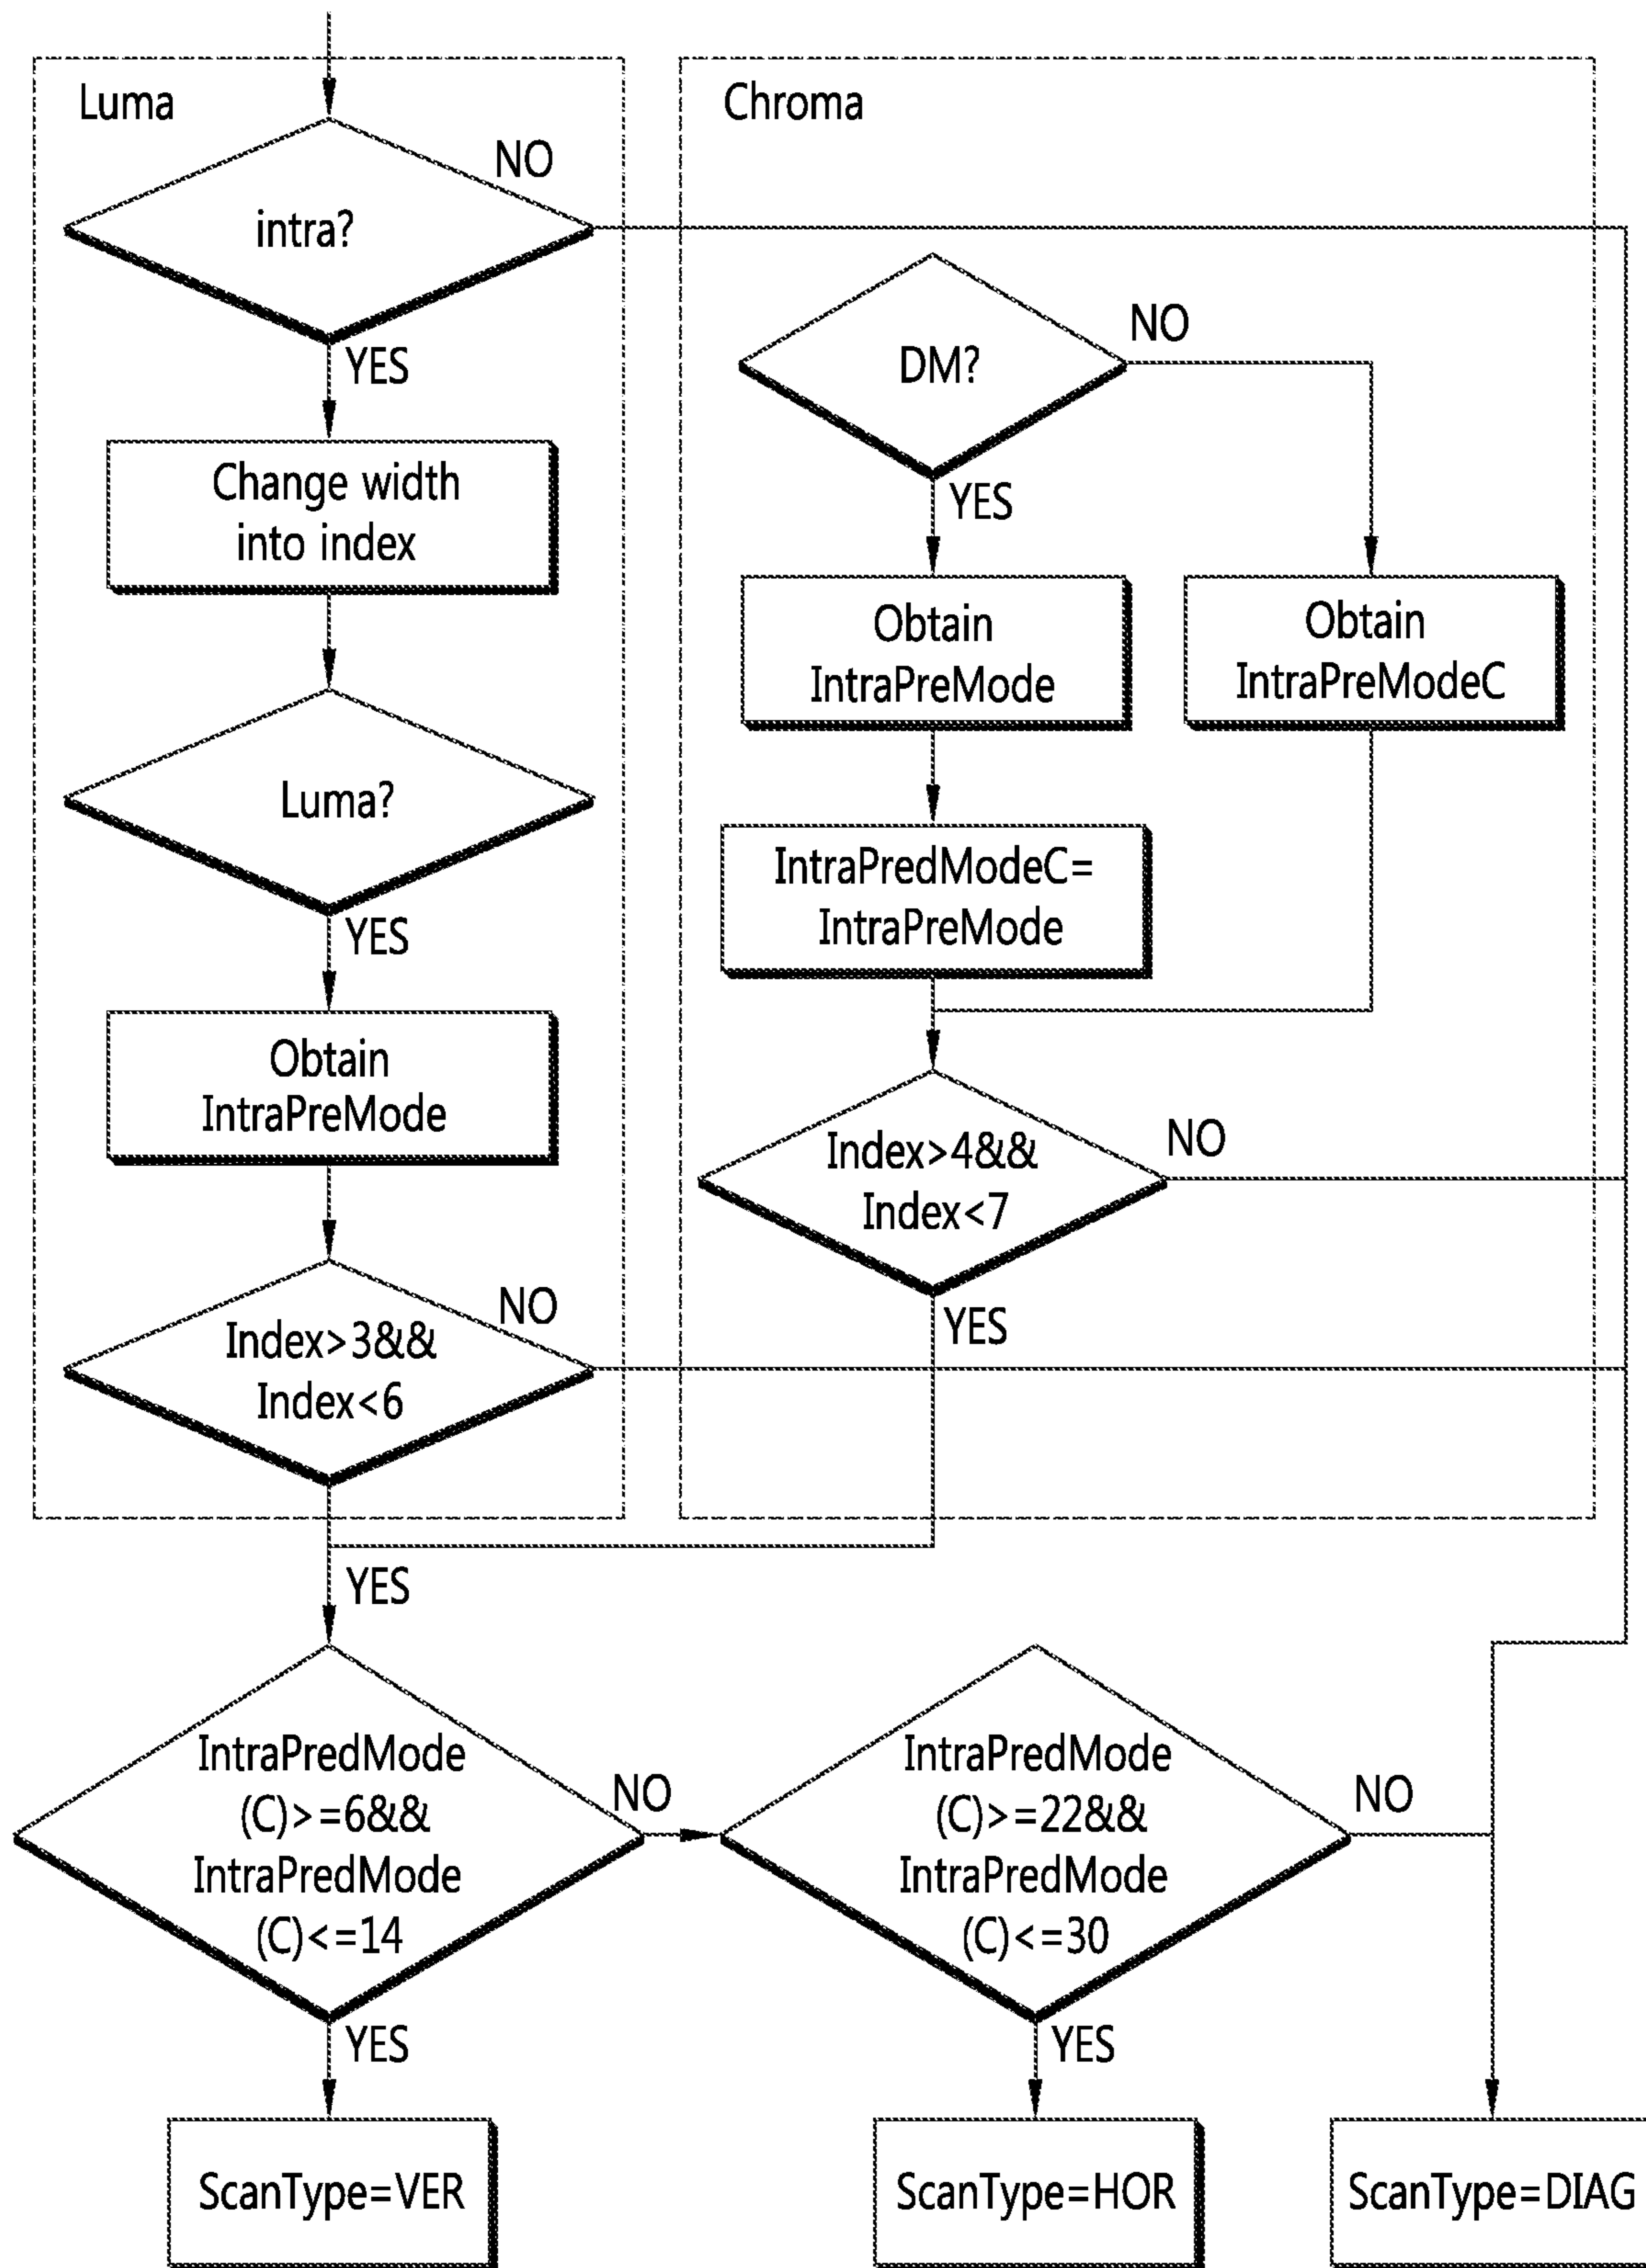 Luma
intra?
NO
YES
Change width
into index
Luma?
YES
Obtain
IntraPreMode
Index>3&&
Index<6
NO
Chroma
DM?
NO
YES
Obtain
IntraPreMode
Obtain
IntraPreModeC
IntraPredModeC=
IntraPreMode
Index>4&&
Index<7
NO
YES
YES
IntraPredMode
(C)>=6&&
IntraPredMode
(C)<=14
NO
YES
IntraPredMode
(C)>=22&&
IntraPredMode
(C)<=30
NO
YES
ScanType=VER
ScanType=HOR
ScanType=DIAG